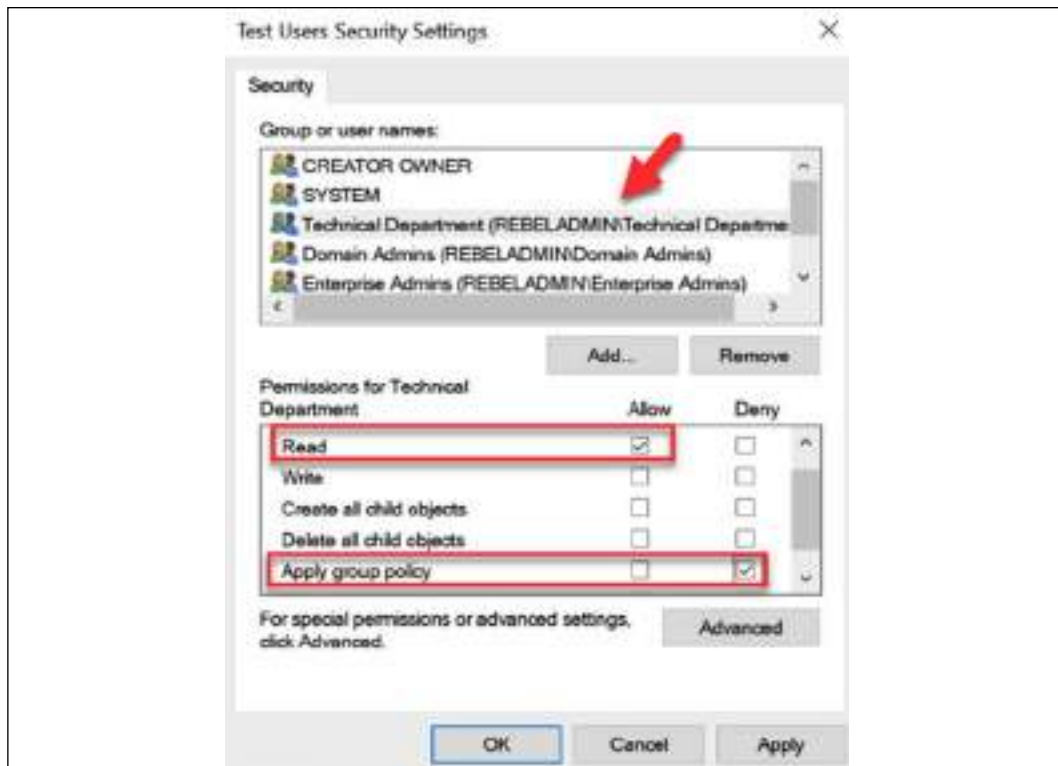 Test Users Security Settings
Security
Group or user names:
CREATOR OWNER
SYSTEM
Technical Department (REBELADMIN\Technical Departme
Domain Admins (REBELADMIN\Domain Admins)
Enterprise Admins (REBELADMIN\Enterprise Admins)
Add... Remove
Permissions for Technical
Department Allow Deny
Read
Write
Create all child objects
Delete all child objects
Apply group policy
For special permissions or advanced settings,
click Advanced.
Advanced
OK Cancel Apply